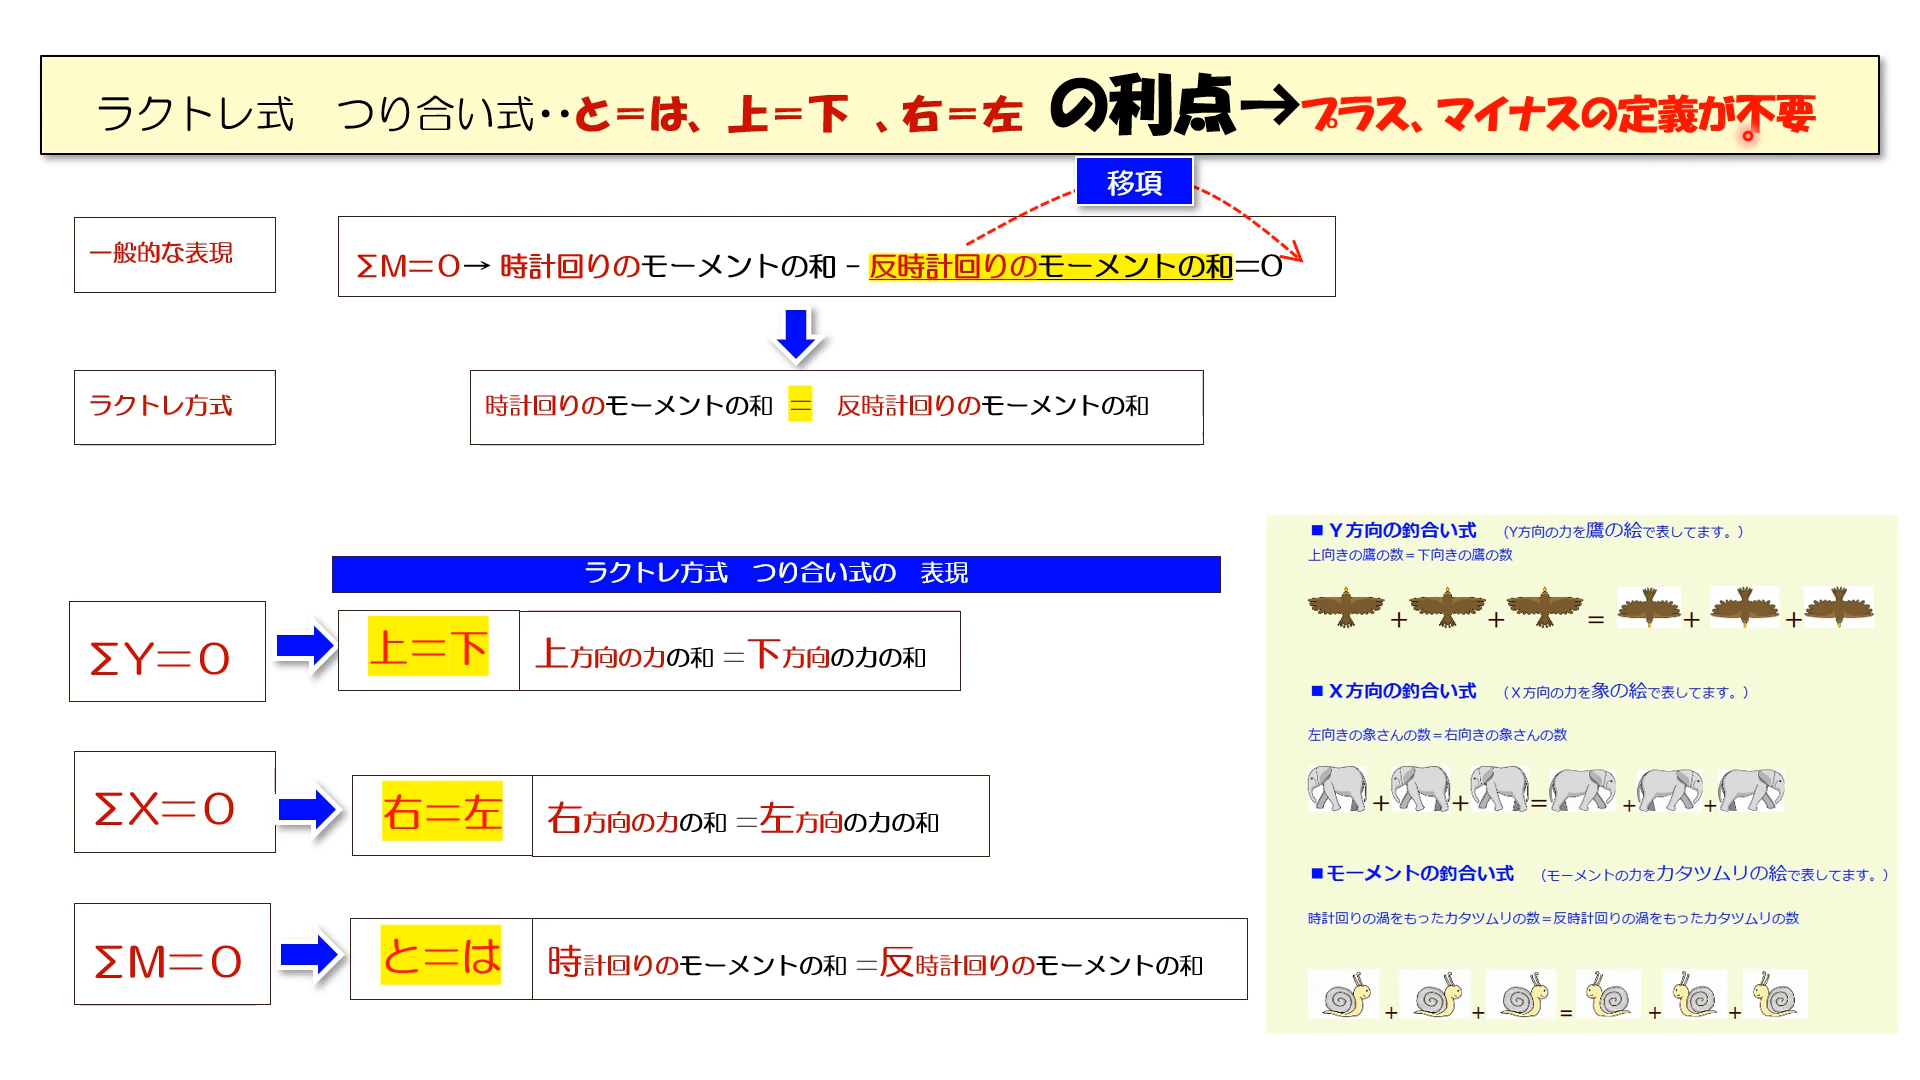 ラクトレ式　つり合い式‥と＝は、上＝下 、右＝左 の利点→プラス、マイナスの定義が不要
移項
一般的な表現
ΣM＝O→ 時計回りのモーメントの和－反時計回りのモーメントの和＝O
ラクトレ方式
時計回りのモーメントの和 ＝ 反時計回りのモーメントの和
ラクトレ方式　つり合い式の　表現
ΣY＝O
上＝下
上方向の力の和 ＝下方向の力の和
ΣX＝O
右＝左
右方向の力の和 ＝左方向の力の和
ΣM＝O
と＝は
時計回りのモーメントの和 ＝反時計回りのモーメントの和
■Ｙ方向の釣合い式　（Y方向の力を鷹の絵で表してます。）
上向きの鷹の数＝下向きの鷹の数
+ + = + +
■Ｘ方向の釣合い式　（Ｘ方向の力を象の絵で表してます。）
左向きの象さんの数＝右向きの象さんの数
+ + = + +
■モーメントの釣合い式　（モーメントの力をカタツムリの絵で表してます。）
時計回りの渦をもったカタツムリの数＝反時計回りの渦をもったカタツムリの数
+ + = + +